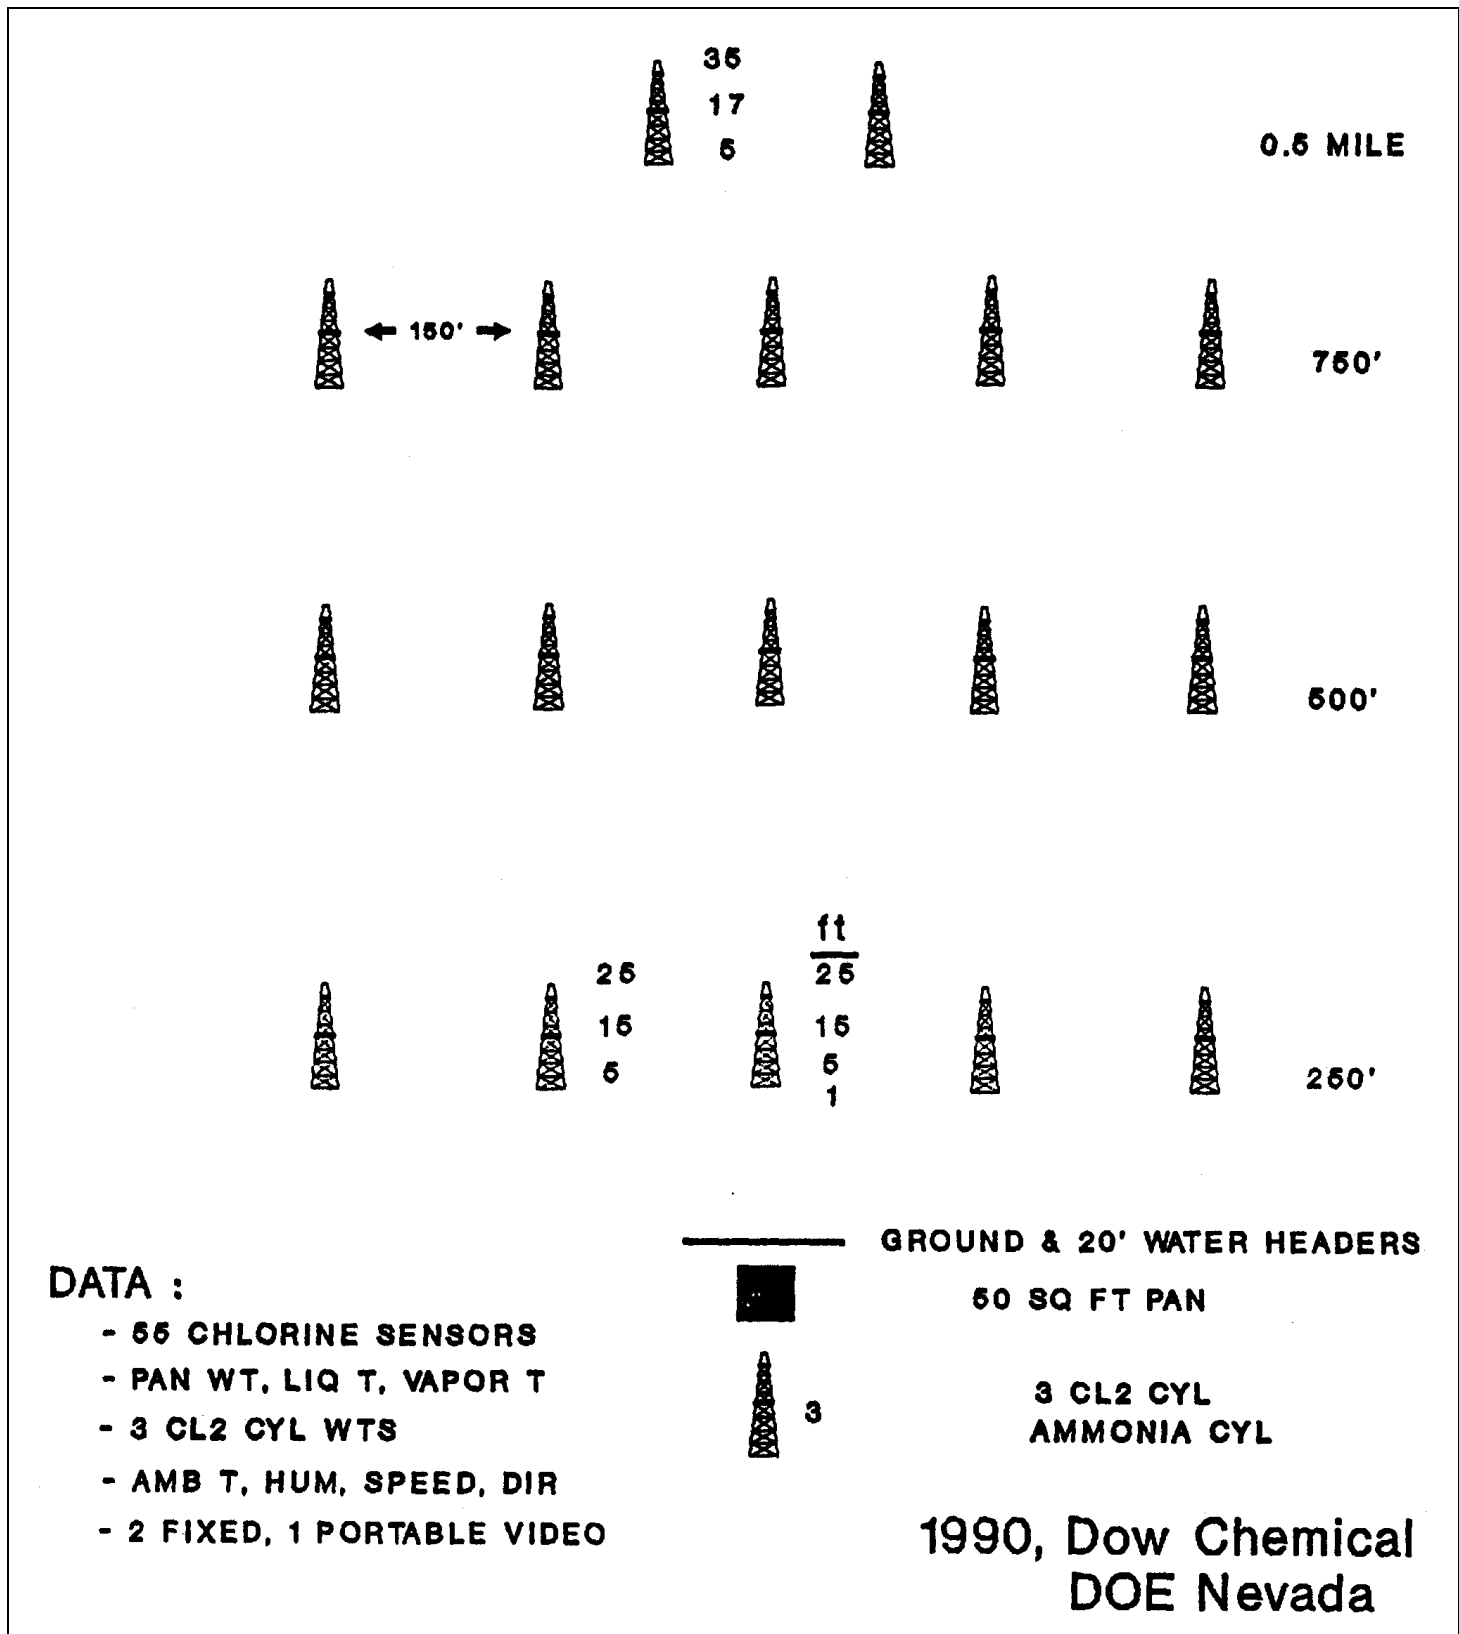 35
17
5
0.5 MILE
150'
750'
500'
ft
25
25
15
15
5
5
1
250'
GROUND & 20' WATER HEADERS
50 SQ FT PAN
3
3 CL2 CYL
AMMONIA CYL
DATA :
- 55 CHLORINE SENSORS
- PAN WT, LIQ T, VAPOR T
- 3 CL2 CYL WTS
- AMB T, HUM, SPEED, DIR
- 2 FIXED, 1 PORTABLE VIDEO
1990, Dow Chemical
DOE Nevada